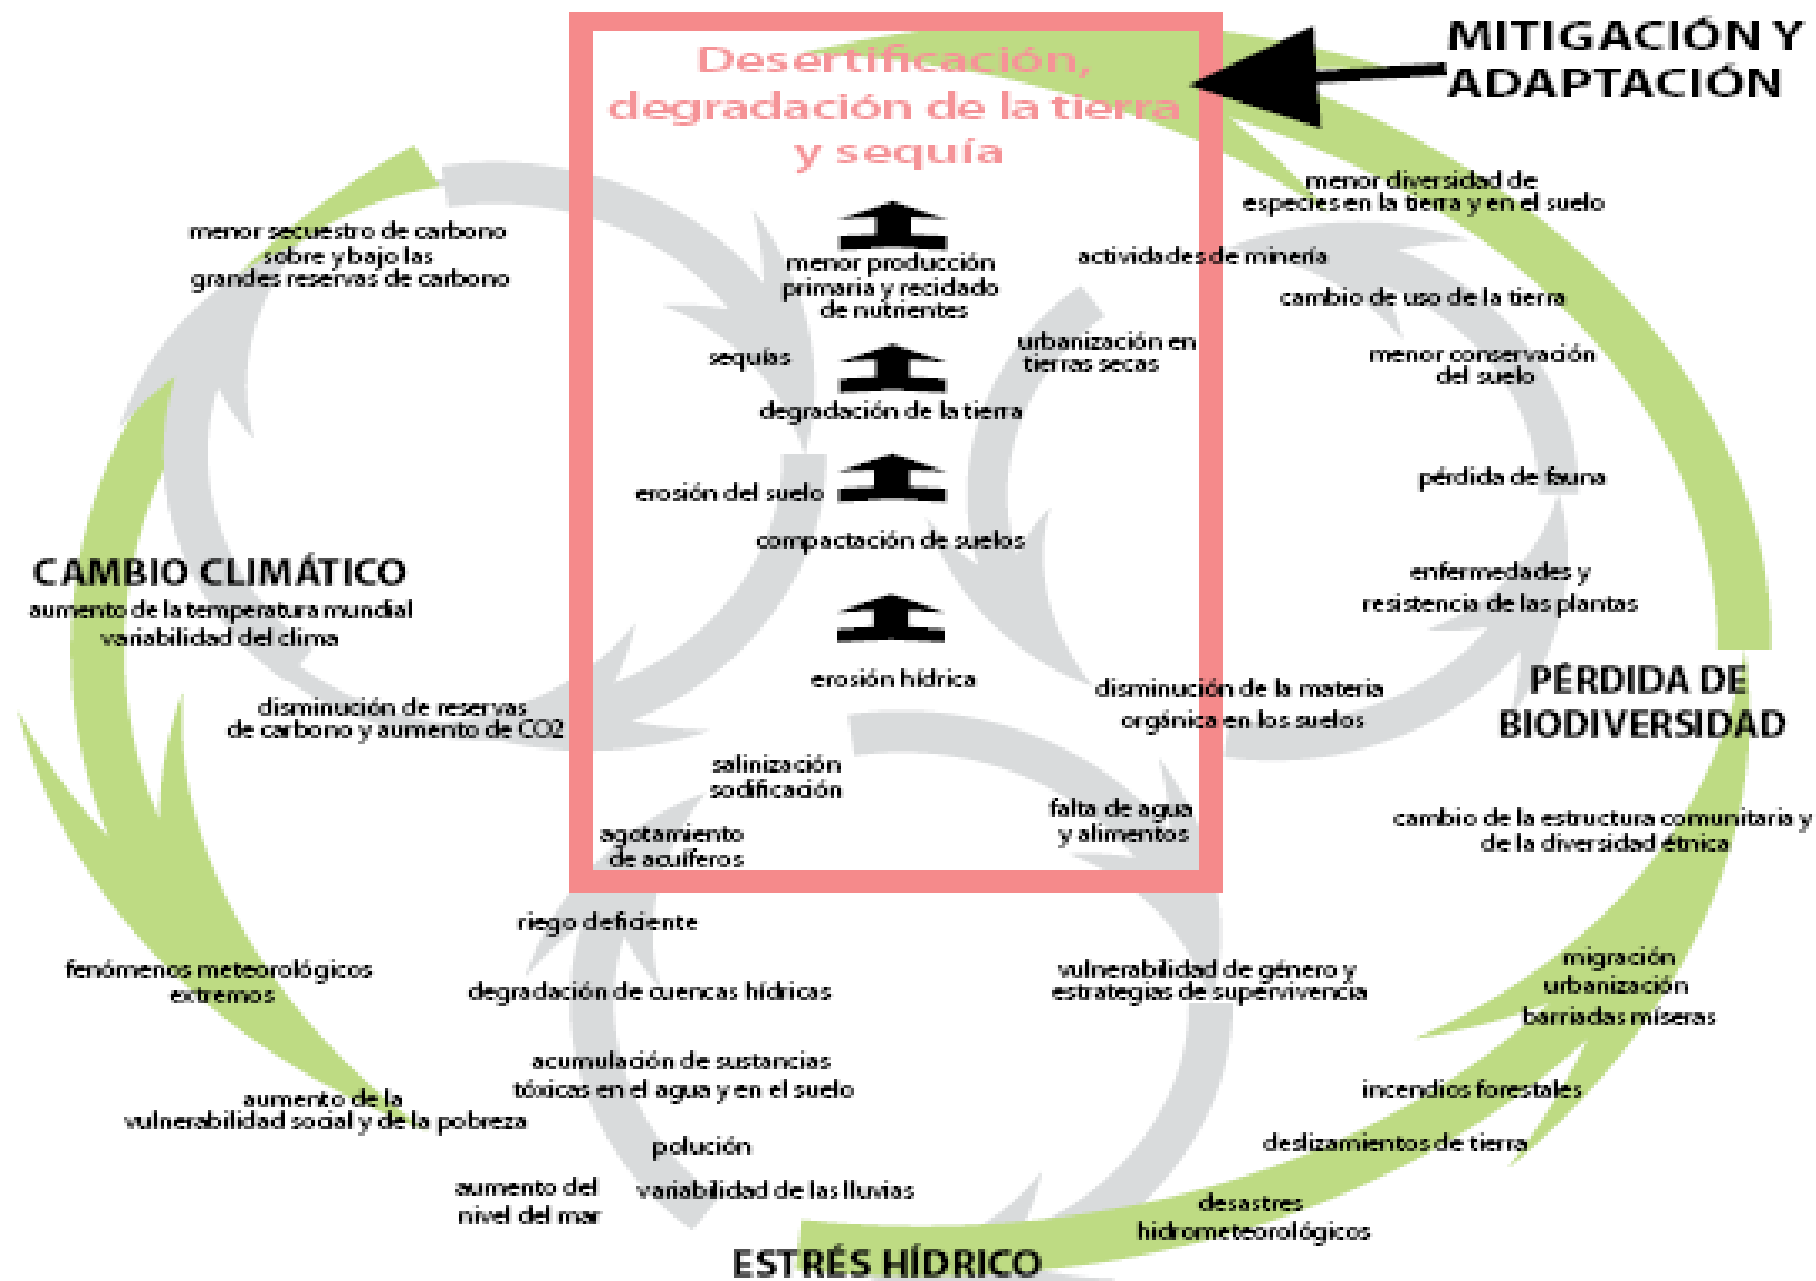 MITIGACIÓN Y
ADAPTACIÓN
Desertificación,
degradación de la tierra
y sequía
menor diversidad de
especies en la tierra y en el suelo
menor secuestro de carbono
sobre y bajo las
grandes reservas de carbono
menor producción
primaria y recidado
de nutrientes
actividades de minería
cambio de uso de la tierra
sequías
urbanización en
tierras secas
menor conservación
del suelo
degradación de la tierra
pérdida de fauna
erosión del suelo
compactación de suelos
CAMBIO CLIMÁTICO
aumento de la temperatura mundial
variabilidad del clima
enfermedades y
resistencia de las plantas
erosión hídrica
disminución de la materia
orgánica en los suelos
PÉRDIDA DE
BIODIVERSIDAD
disminución de reservas
de carbono y aumento de CO2
salinización
sodificación
falta de agua
y alimentos
agotamiento
de acuíferos
cambio de la estructura comunitaria y
de la diversidad étnica
riego deficiente
fenómenos meteorológicos
extremos
degradación de cuencas hídricas
vulnerabilidad de género y
estrategias de supervivencia
migración
urbanización
barriadas míseras
acumulación de sustancias
tóxicas en el agua y en el suelo
aumento de la
vulnerabilidad social y de la pobreza
incendios forestales
polución
deslizamientos de tierra
aumento del
nivel del mar
variabilidad de las lluvias
desastres
hidrometeorológicos
ESTRÉS HÍDRICO